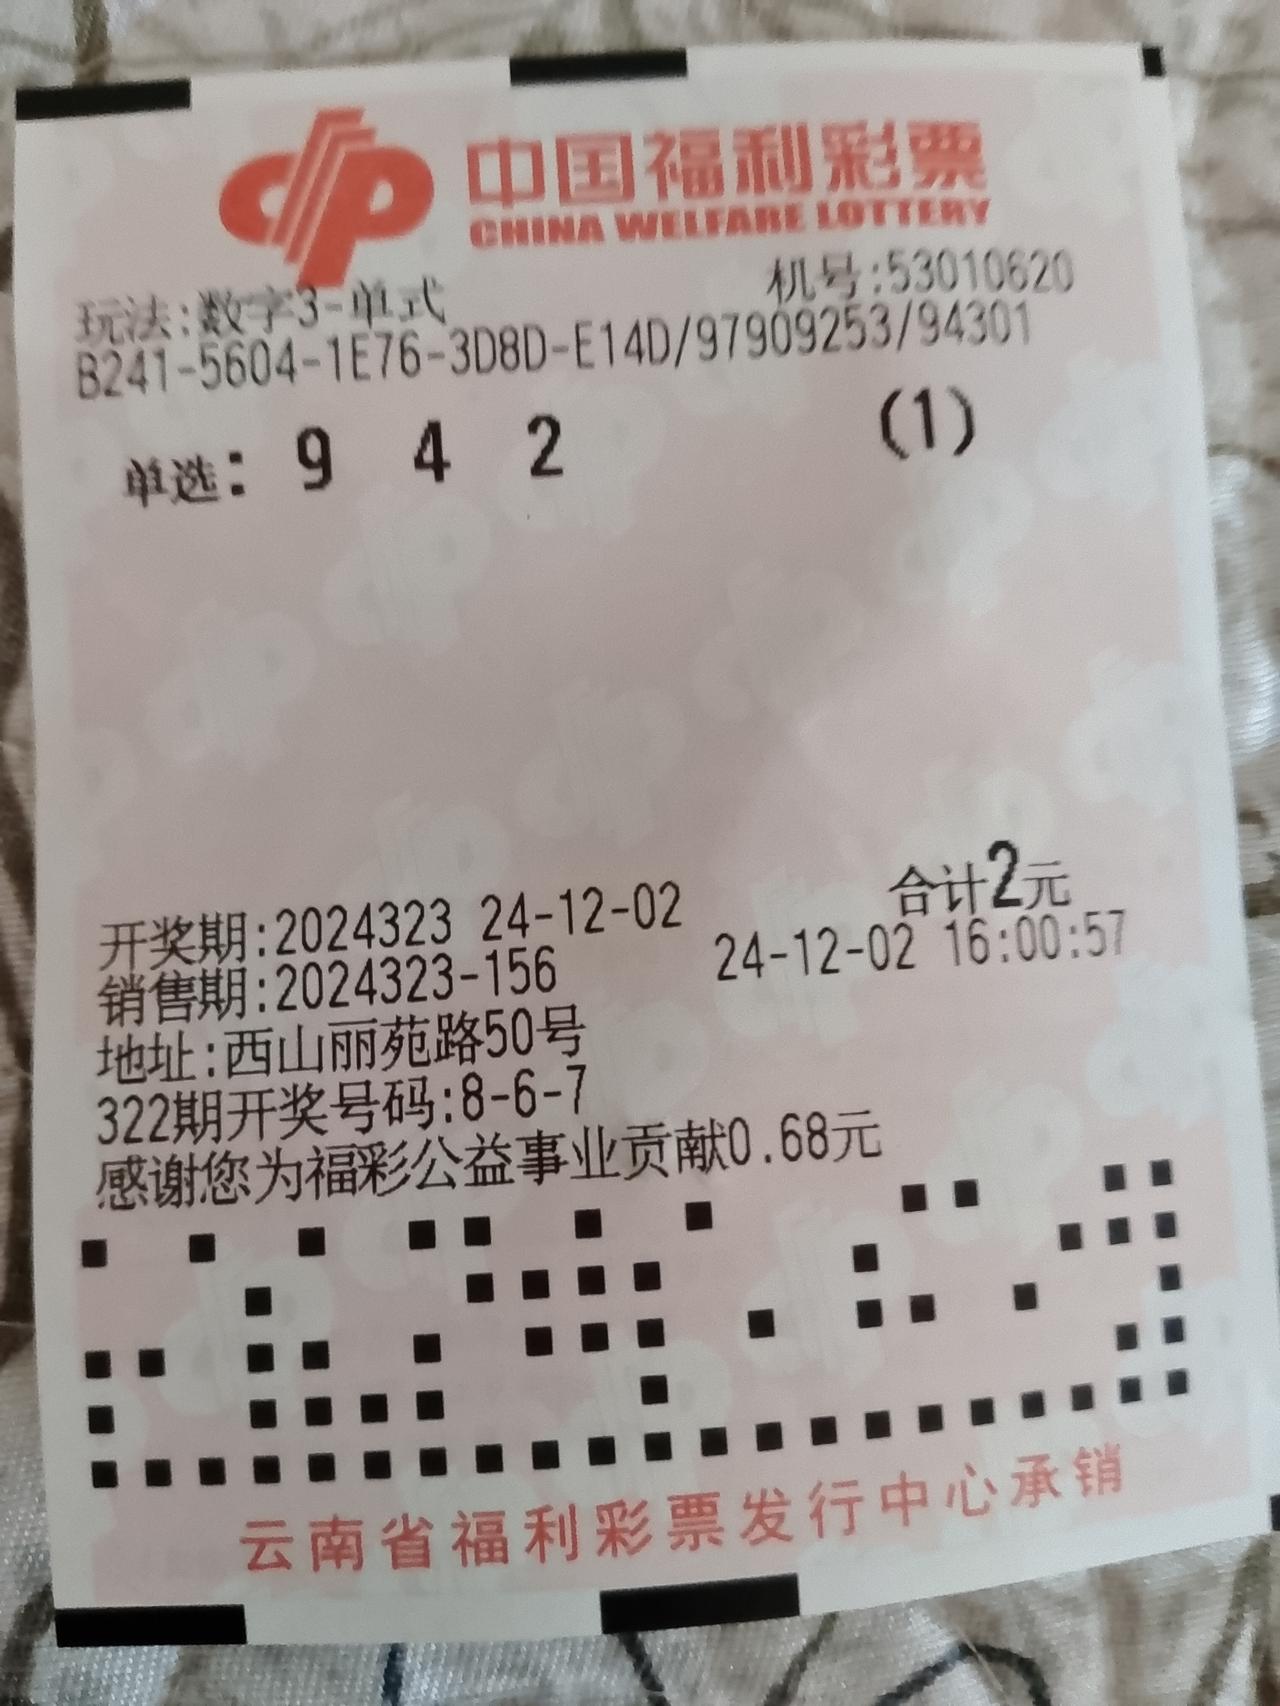 中国福利彩票
CHINA WELFARE LOTTERY
机号:53010620
玩法:数字3-单式
B241-5604-1E76-3D8D-E14D/97909253/94301
单选: 9 4 2 (1)
合计2元
开奖期:2024323 24-12-02
销售期:2024323-156 24-12-02 16:00:57
地址:西山丽苑路50号
322期开奖号码:8-6-7
感谢您为福彩公益事业贡献0.68元
云南省福利彩票发行中心承销